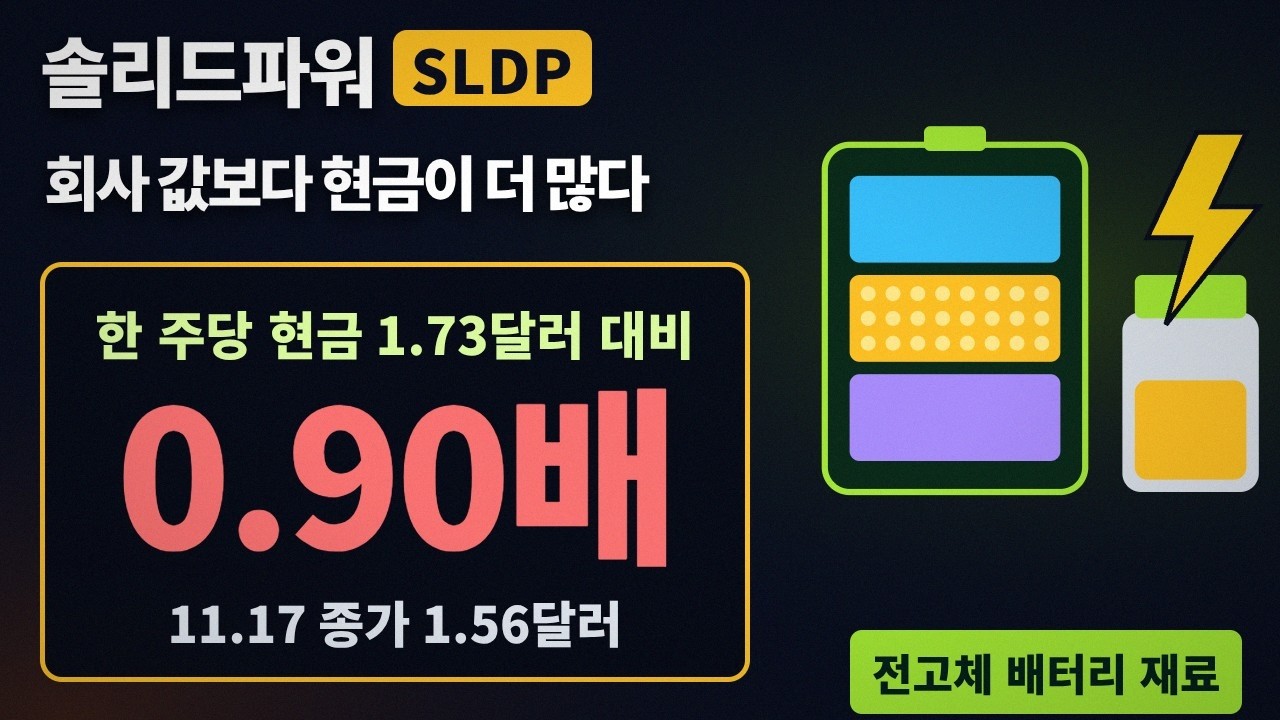 솔리드파워 SLDP
회사 값보다 현금이 더 많다
한 주당 현금 1.73달러 대비
0.90배
11.17 종가 1.56달러
전고체 배터리 재료